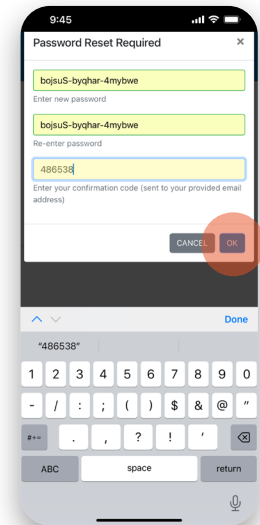 9:45
Password Reset Required ×
bojsuS-byqhar-4mybwe
Enter new password
bojsuS-byqhar-4mybwe
Re-enter password
486538
Enter your confirmation code (sent to your provided email
address)
CANCEL OK
Done
“486538”
1 2 3 4 5 6 7 8 9 0
- / : ; ( ) $ & @ "
#+= . , ? ! '
ABC space return